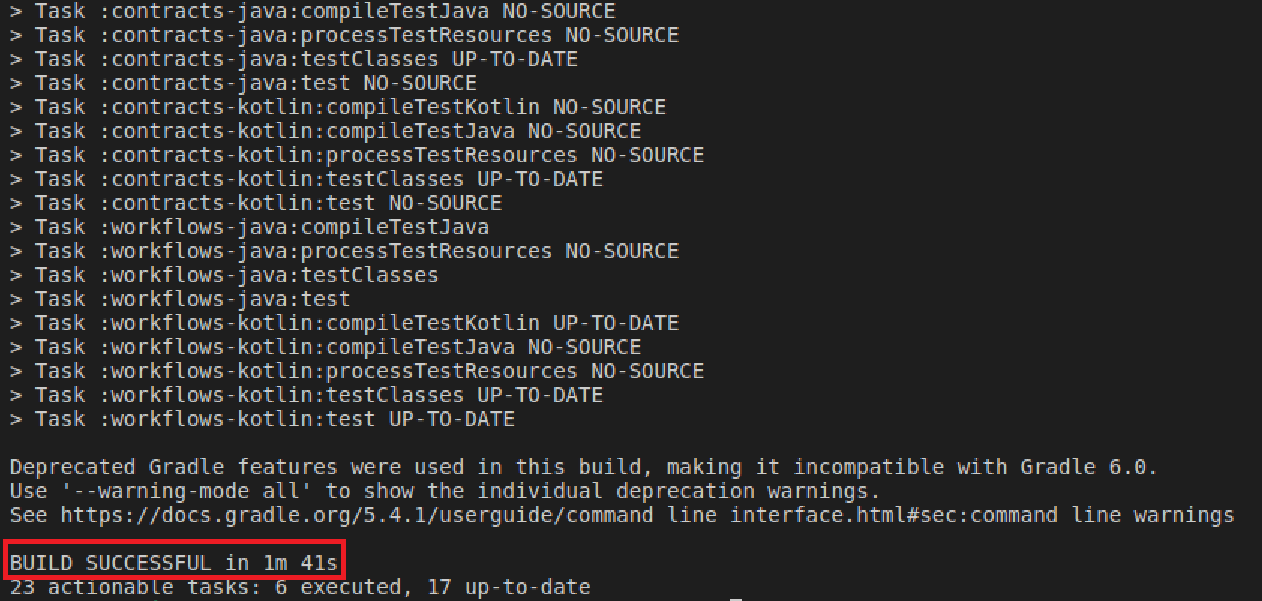 > Task :contracts-java:compileTestJava NO-SOURCE
> Task :contracts-java:processTestResources NO-SOURCE
> Task :contracts-java:testClasses UP-TO-DATE
> Task :contracts-java:test NO-SOURCE
> Task :contracts-kotlin:compileTestKotlin NO-SOURCE
> Task :contracts-kotlin:compileTestJava NO-SOURCE
> Task :contracts-kotlin:processTestResources NO-SOURCE
> Task :contracts-kotlin:testClasses UP-TO-DATE
> Task :contracts-kotlin:test NO-SOURCE
> Task :workflows-java:compileTestJava
> Task :workflows-java:processTestResources NO-SOURCE
> Task :workflows-java:testClasses
> Task :workflows-java:test
> Task :workflows-kotlin:compileTestKotlin UP-TO-DATE
> Task :workflows-kotlin:compileTestJava NO-SOURCE
> Task :workflows-kotlin:processTestResources NO-SOURCE
> Task :workflows-kotlin:testClasses UP-TO-DATE
> Task :workflows-kotlin:test UP-TO-DATE
Deprecated Gradle features were used in this build, making it incompatible with Gradle 6.0.
Use '--warning-mode all' to show the individual deprecation warnings.
See https://docs.gradle.org/5.4.1/userguide/command line interface.html#sec:command line warnings
BUILD SUCCESSFUL in 1m 41s
23 actionable tasks: 6 executed, 17 up-to-date